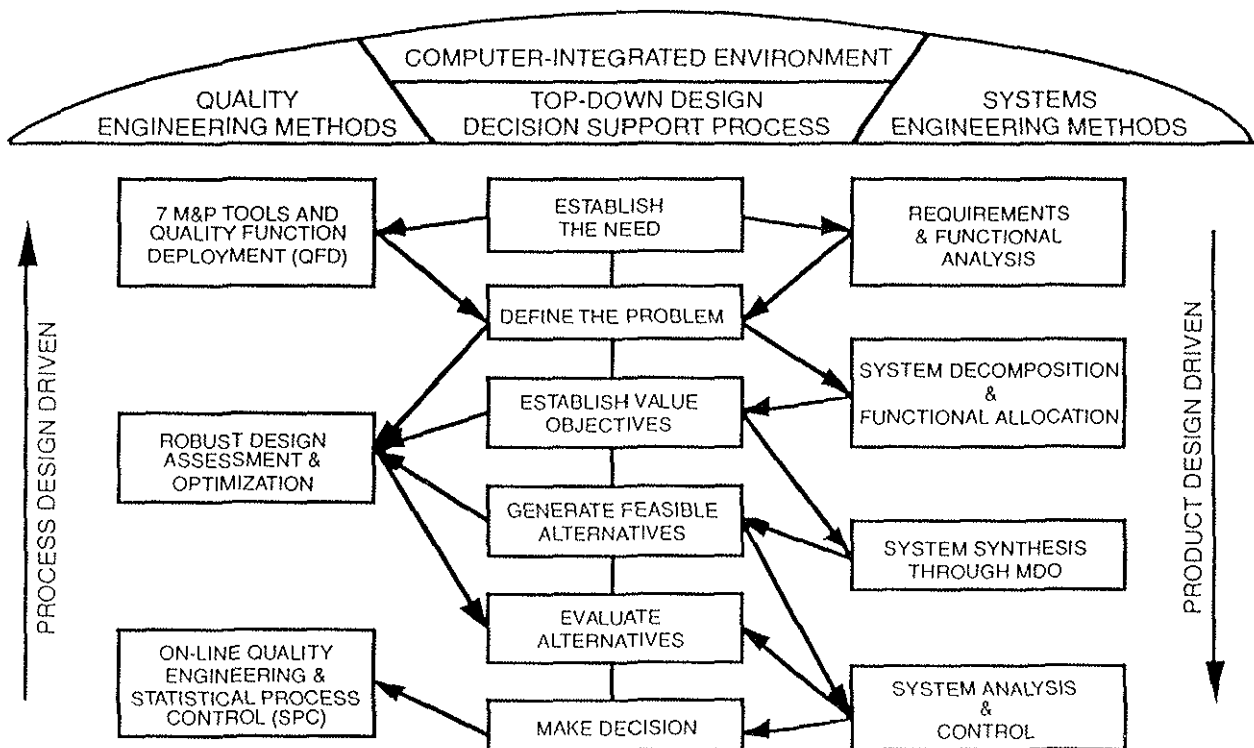 COMPUTER-INTEGRATED ENVIRONMENT
QUALITY
ENGINEERING METHODS
TOP-DOWN DESIGN
DECISION SUPPORT PROCESS
SYSTEMS
ENGINEERING METHODS
PROCESS DESIGN DRIVEN
7 M&P TOOLS AND
QUALITY FUNCTION
DEPLOYMENT (QFD)
ROBUST DESIGN
ASSESSMENT &
OPTIMIZATION
ON-LINE QUALITY
ENGINEERING &
STATISTICAL PROCESS
CONTROL (SPC)
ESTABLISH
THE NEED
DEFINE THE PROBLEM
ESTABLISH VALUE
OBJECTIVES
GENERATE FEASIBLE
ALTERNATIVES
EVALUATE
ALTERNATIVES
MAKE DECISION
REQUIREMENTS
& FUNCTIONAL
ANALYSIS
SYSTEM DECOMPOSITION
&
FUNCTIONAL ALLOCATION
SYSTEM SYNTHESIS
THROUGH MDO
SYSTEM ANALYSIS
&
CONTROL
PRODUCT DESIGN DRIVEN